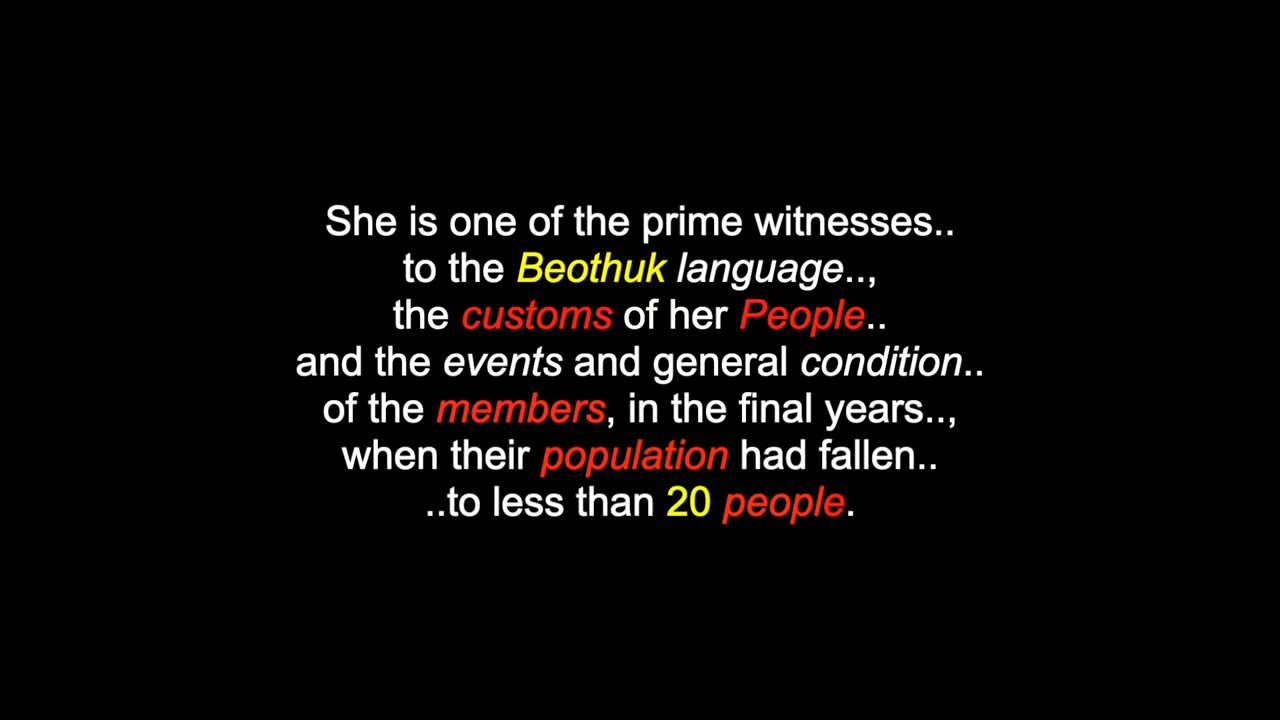 She is one of the prime witnesses..
to the Beothuk language..,
the customs of her People..
and the events and general condition..
of the members, in the final years..,
when their population had fallen..
..to less than 20 people.